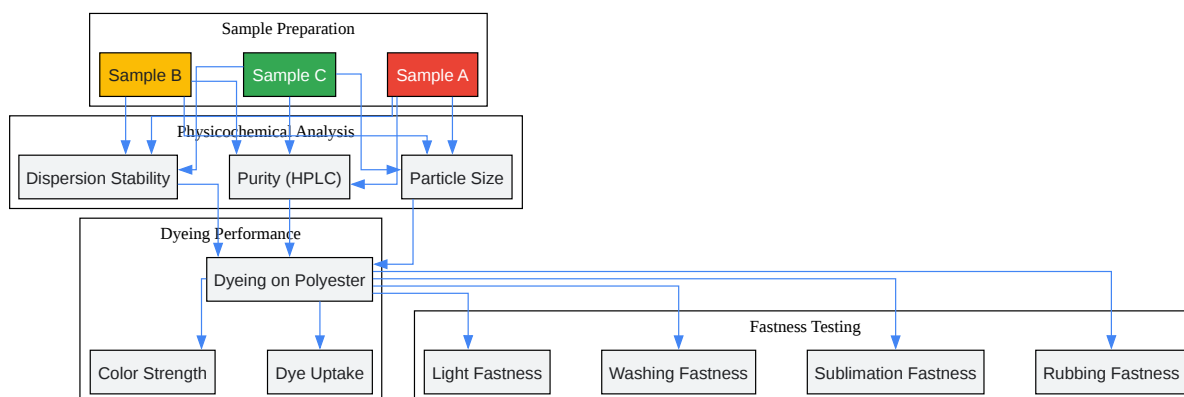 Sample Preparation
Sample B
Sample C
Sample A
Physicochemical Analysis
Dispersion Stability
Purity (HPLC)
Particle Size
Dyeing Performance
Dyeing on Polyester
Fastness Testing
Color Strength
Dye Uptake
Light Fastness
Washing Fastness
Sublimation Fastness
Rubbing Fastness